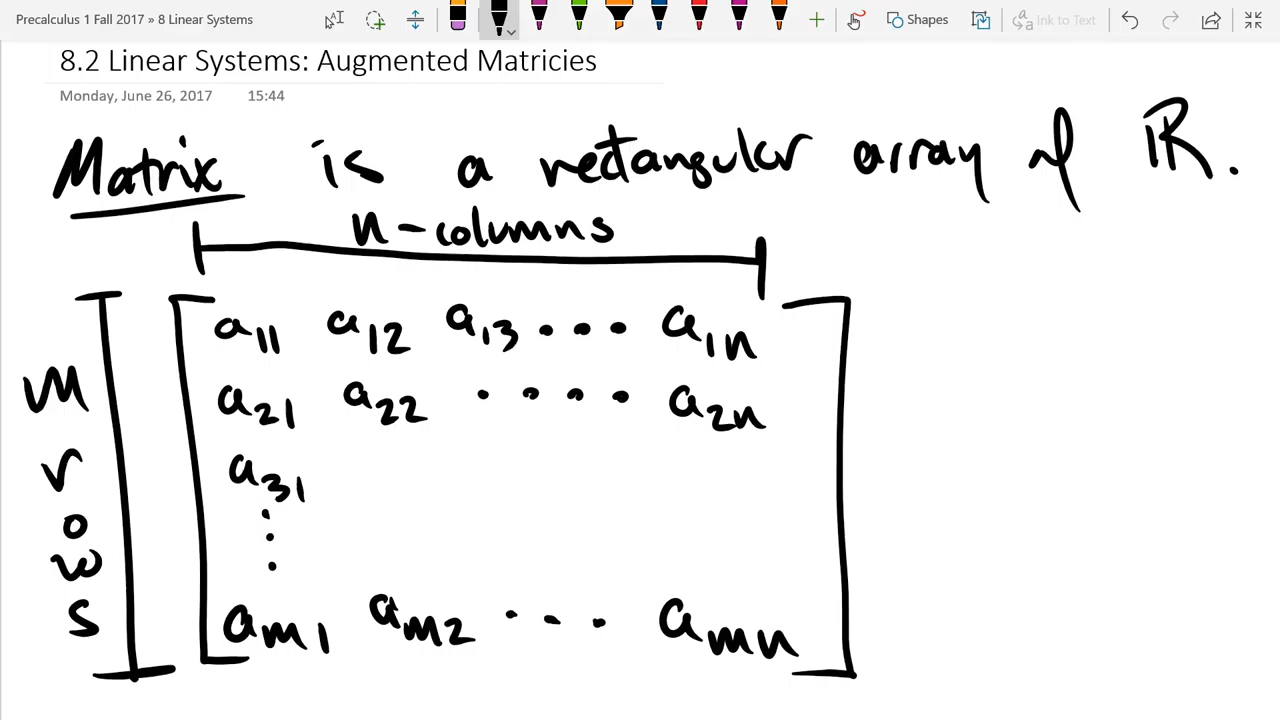 Precalculus 1 Fall 2017 » 8 Linear Systems
Shapes
Ink to Text
8.2 Linear Systems: Augmented Matricies
Monday, June 26, 2017 15:44
Matrix is a rectangular array of ℝ.
n-columns
m rows
a11 a12 a13 ... a1n
a21 a22 .... a2n
a31
⋮
am1 am2 ... amn